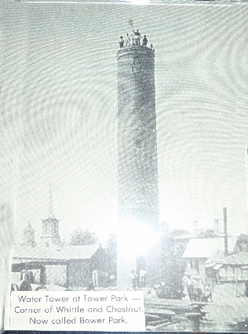 Water Tower at Tower Park —
Corner of Whittle and Chestnut.
Now called Bower Park.